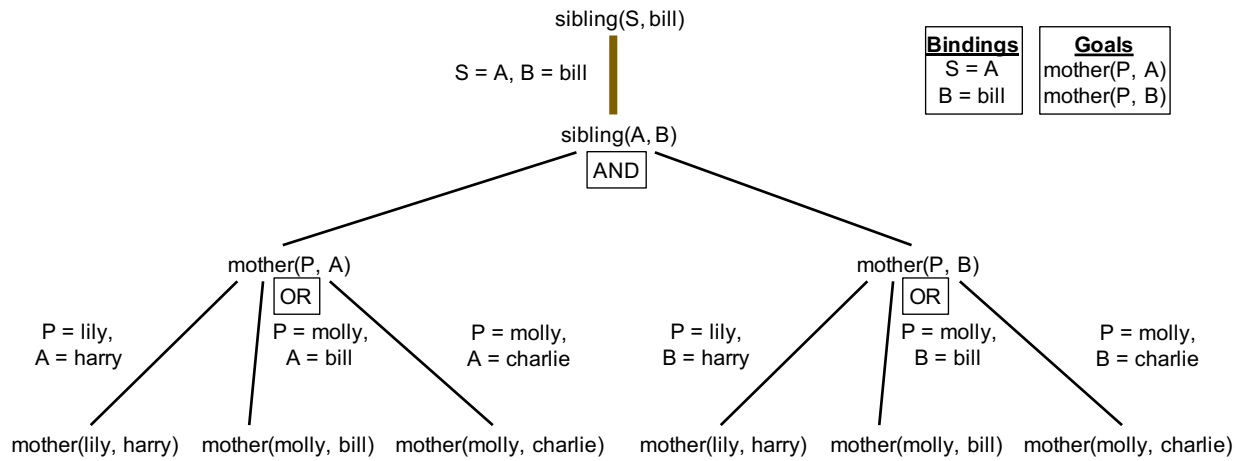 sibling(S, bill)
Bindings
S = A
B = bill
Goals
mother(P, A)
mother(P, B)
S = A, B = bill
sibling(A, B)
AND
mother(P, A)
OR
mother(P, B)
OR
P = lily,
A = harry
P = molly,
A = bill
P = molly,
A = charlie
P = lily,
B = harry
P = molly,
B = bill
P = molly,
B = charlie
mother(lily, harry)
mother(molly, bill)
mother(molly, charlie)
mother(lily, harry)
mother(molly, bill)
mother(molly, charlie)